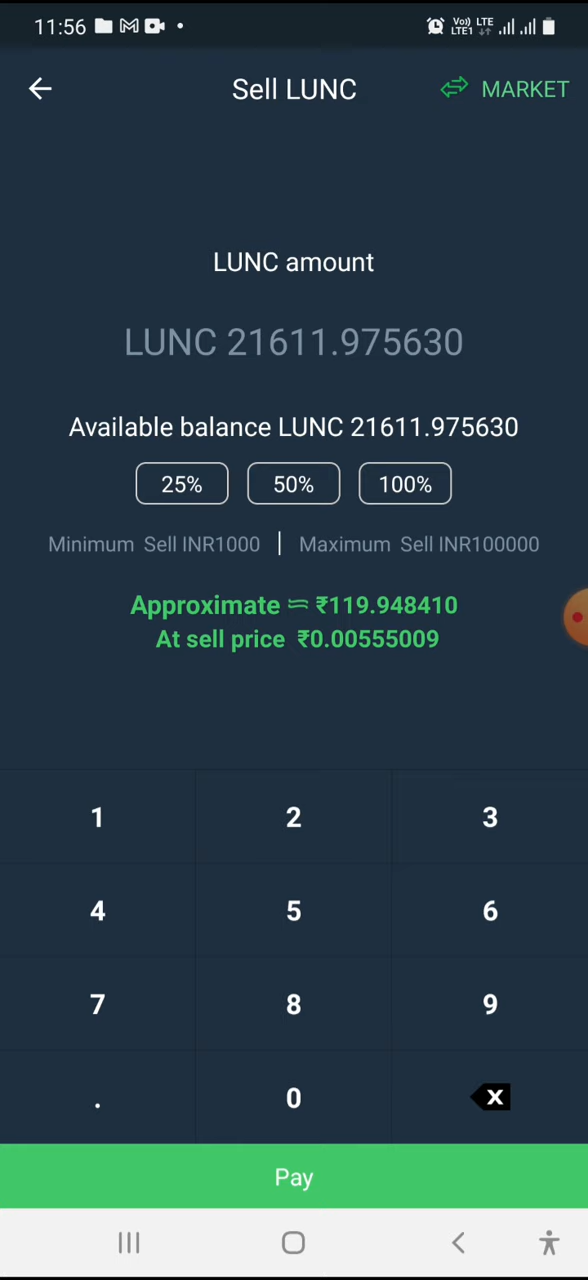 11:56 Vo)) LTE LTE1
Sell LUNC MARKET
LUNC amount
LUNC 21611.975630
Available balance LUNC 21611.975630
25% 50% 100%
Minimum Sell INR1000 | Maximum Sell INR100000
Approximate ≈ ₹119.948410
At sell price ₹0.00555009
1 2 3
4 5 6
7 8 9
. 0 X
Pay